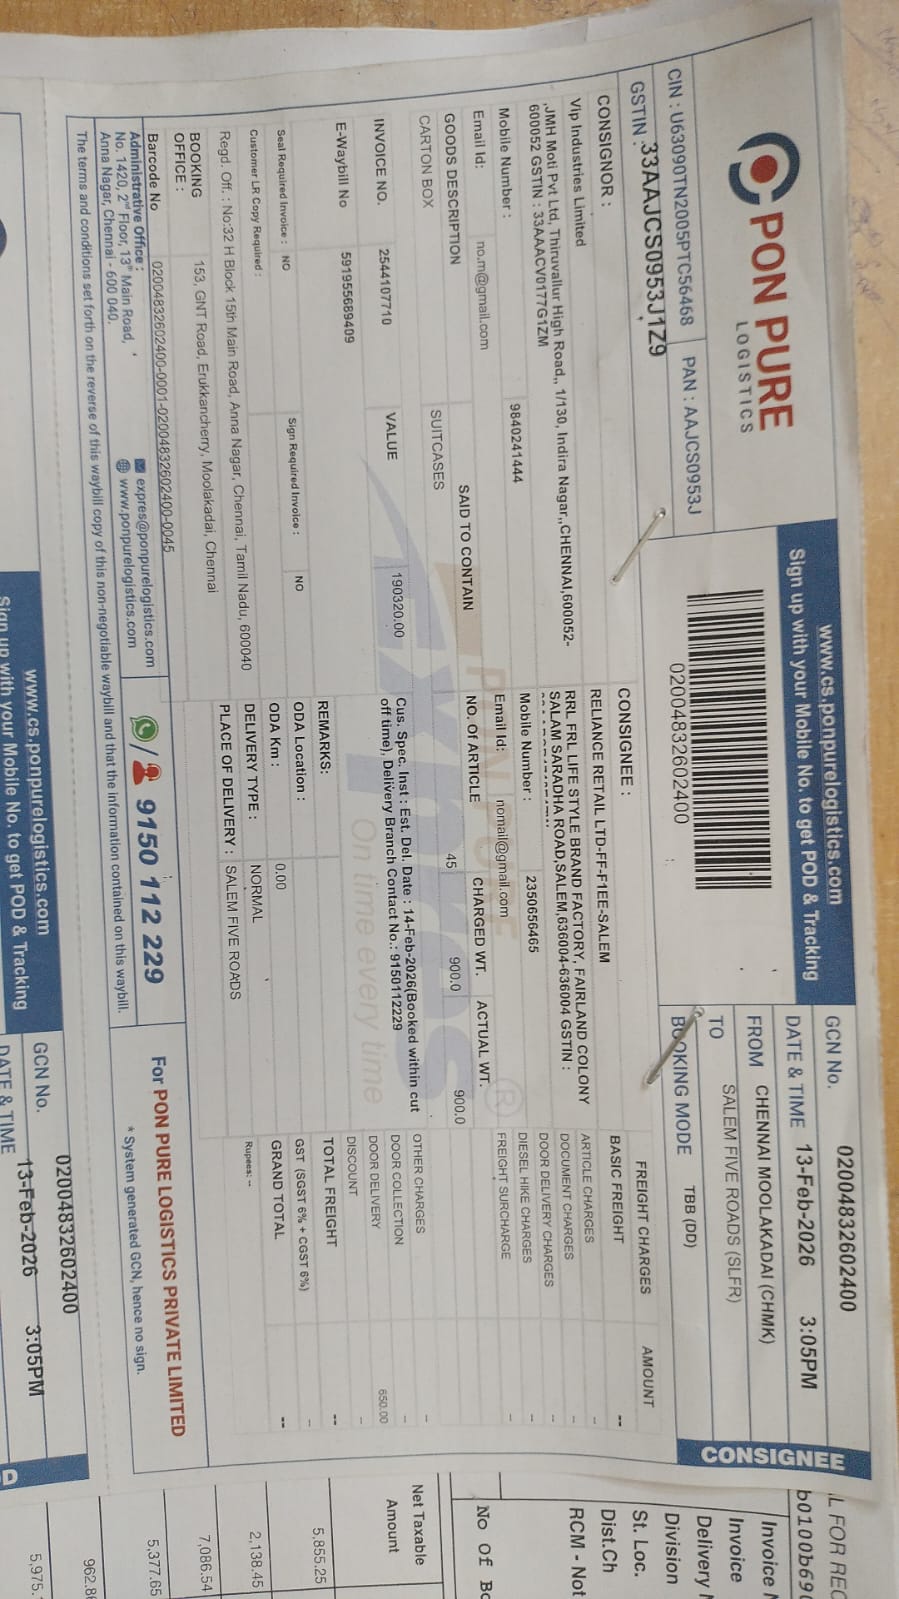 PON PURE
LOGISTICS
CIN : U63090TN2005PTC56468 PAN : AAJCS0953J
GSTIN :33AAJCS0953J1Z9
www.cs.ponpurelogistics.com
Sign up with your Mobile No. to get POD & Tracking
02004832602400
GCN No. 02004832602400
DATE & TIME 13-Feb-2026 3:05PM
FROM CHENNAI MOOLAKADAI (CHMK)
TO SALEM FIVE ROADS (SLFR)
BOOKING MODE TBB (DD)
CONSIGNEE
CONSIGNOR :
Vip Industries Limited
,JMH Moti Pvt Ltd, Thiruvallur High Road,, 1/130, Indira Nagar,,CHENNAI,600052-
600052 GSTIN : 33AAACV0177G1ZM
Mobile Number : 9840241444
Email Id: no.m@gmail.com
CONSIGNEE :
RELIANCE RETAIL LTD-FF-F1EE-SALEM
RRL FRL LIFE STYLE BRAND FACTORY, FAIRLAND COLONY
SALAM SARADHA ROAD,SALEM,636004-636004 GSTIN :
Mobile Number : 2350656465
Email Id: nomail@gmail.com
GOODS DESCRIPTION SAID TO CONTAIN NO. OF ARTICLE CHARGED WT. ACTUAL WT.
CARTON BOX SUITCASES 45 900.0 900.0
INVOICE NO. 2544107710 VALUE 190320.00
E-Waybill No 591955689409
Cus. Spec. Inst : Est. Del. Date : 14-Feb-2026(Booked within cut
off time), Delivery Branch Contact No.: 9150112229
REMARKS:
Seal Required Invoice : NO Sign Required Invoice : NO
Customer LR Copy Required :
ODA Location :
ODA Km : 0.00
DELIVERY TYPE : NORMAL
PLACE OF DELIVERY : SALEM FIVE ROADS
Regd. Off. : No:32 H Block 15th Main Road, Anna Nagar, Chennai, Tamil Nadu, 600040
BOOKING OFFICE : 153, GNT Road, Erukkancherry, Moolakadai, Chennai
Barcode No 02004832602400-0001-02004832602400-0045
FREIGHT CHARGES AMOUNT
BASIC FREIGHT --
ARTICLE CHARGES –
DOCUMENT CHARGES –
DOOR DELIVERY CHARGES –
DIESEL HIKE CHARGES –
FREIGHT SURCHARGE –
OTHER CHARGES –
DOOR COLLECTION –
DOOR DELIVERY 650.00
DISCOUNT –
TOTAL FREIGHT --
GST (SGST 6% + CGST 6%) –
GRAND TOTAL --
Rupees: --
PON PURE
Express
®
On time every time
Administrative Office :
No. 1420, 2nd Floor, 13th Main Road,
Anna Nagar, Chennai - 600 040.
expres@ponpurelogistics.com
www.ponpurelogistics.com
/ 9150 112 229
For PON PURE LOGISTICS PRIVATE LIMITED
* System generated GCN, hence no sign.
The terms and conditions set forth on the reverse of this waybill copy of this non-negotiable waybill and that the information contained on this waybill.
www.cs.ponpurelogistics.com
Sign up with your Mobile No. to get POD & Tracking
GCN No. 02004832602400
DATE & TIME 13-Feb-2026 3:05PM
L FOR REC
b0100b690
Invoice
Invoice
Delivery
Division
St. Loc.
Dist.Ch
RCM - Not
No Of
Net Taxable
Amount
5,855.25
2,138.45
7,086.54
5,377.65
962.8
5,975.